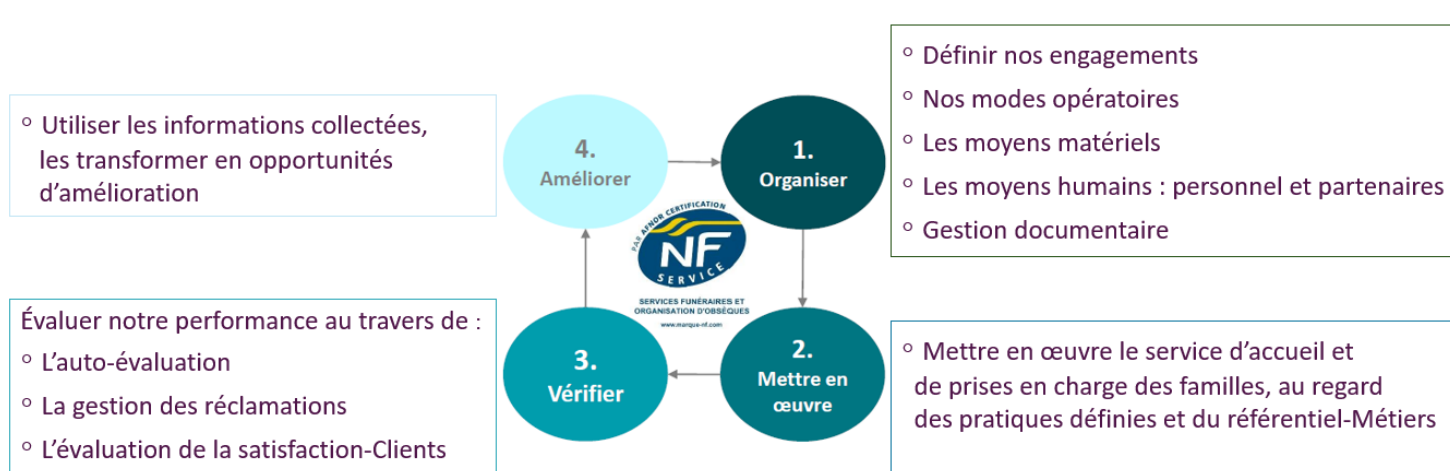 1.
Organiser
° Définir nos engagements
° Nos modes opératoires
° Les moyens matériels
° Les moyens humains : personnel et partenaires
° Gestion documentaire
2.
Mettre en
œuvre
° Mettre en œuvre le service d’accueil et
de prises en charge des familles, au regard
des pratiques définies et du référentiel-Métiers
3.
Vérifier
Évaluer notre performance au travers de :
° L’auto-évaluation
° La gestion des réclamations
° L’évaluation de la satisfaction-Clients
4.
Améliorer
° Utiliser les informations collectées,
les transformer en opportunités
d’amélioration
PAR AFNOR CERTIFICATION
NF
SERVICE
SERVICES FUNÉRAIRES ET
ORGANISATION D'OBSÈQUES
www.marque-nf.com